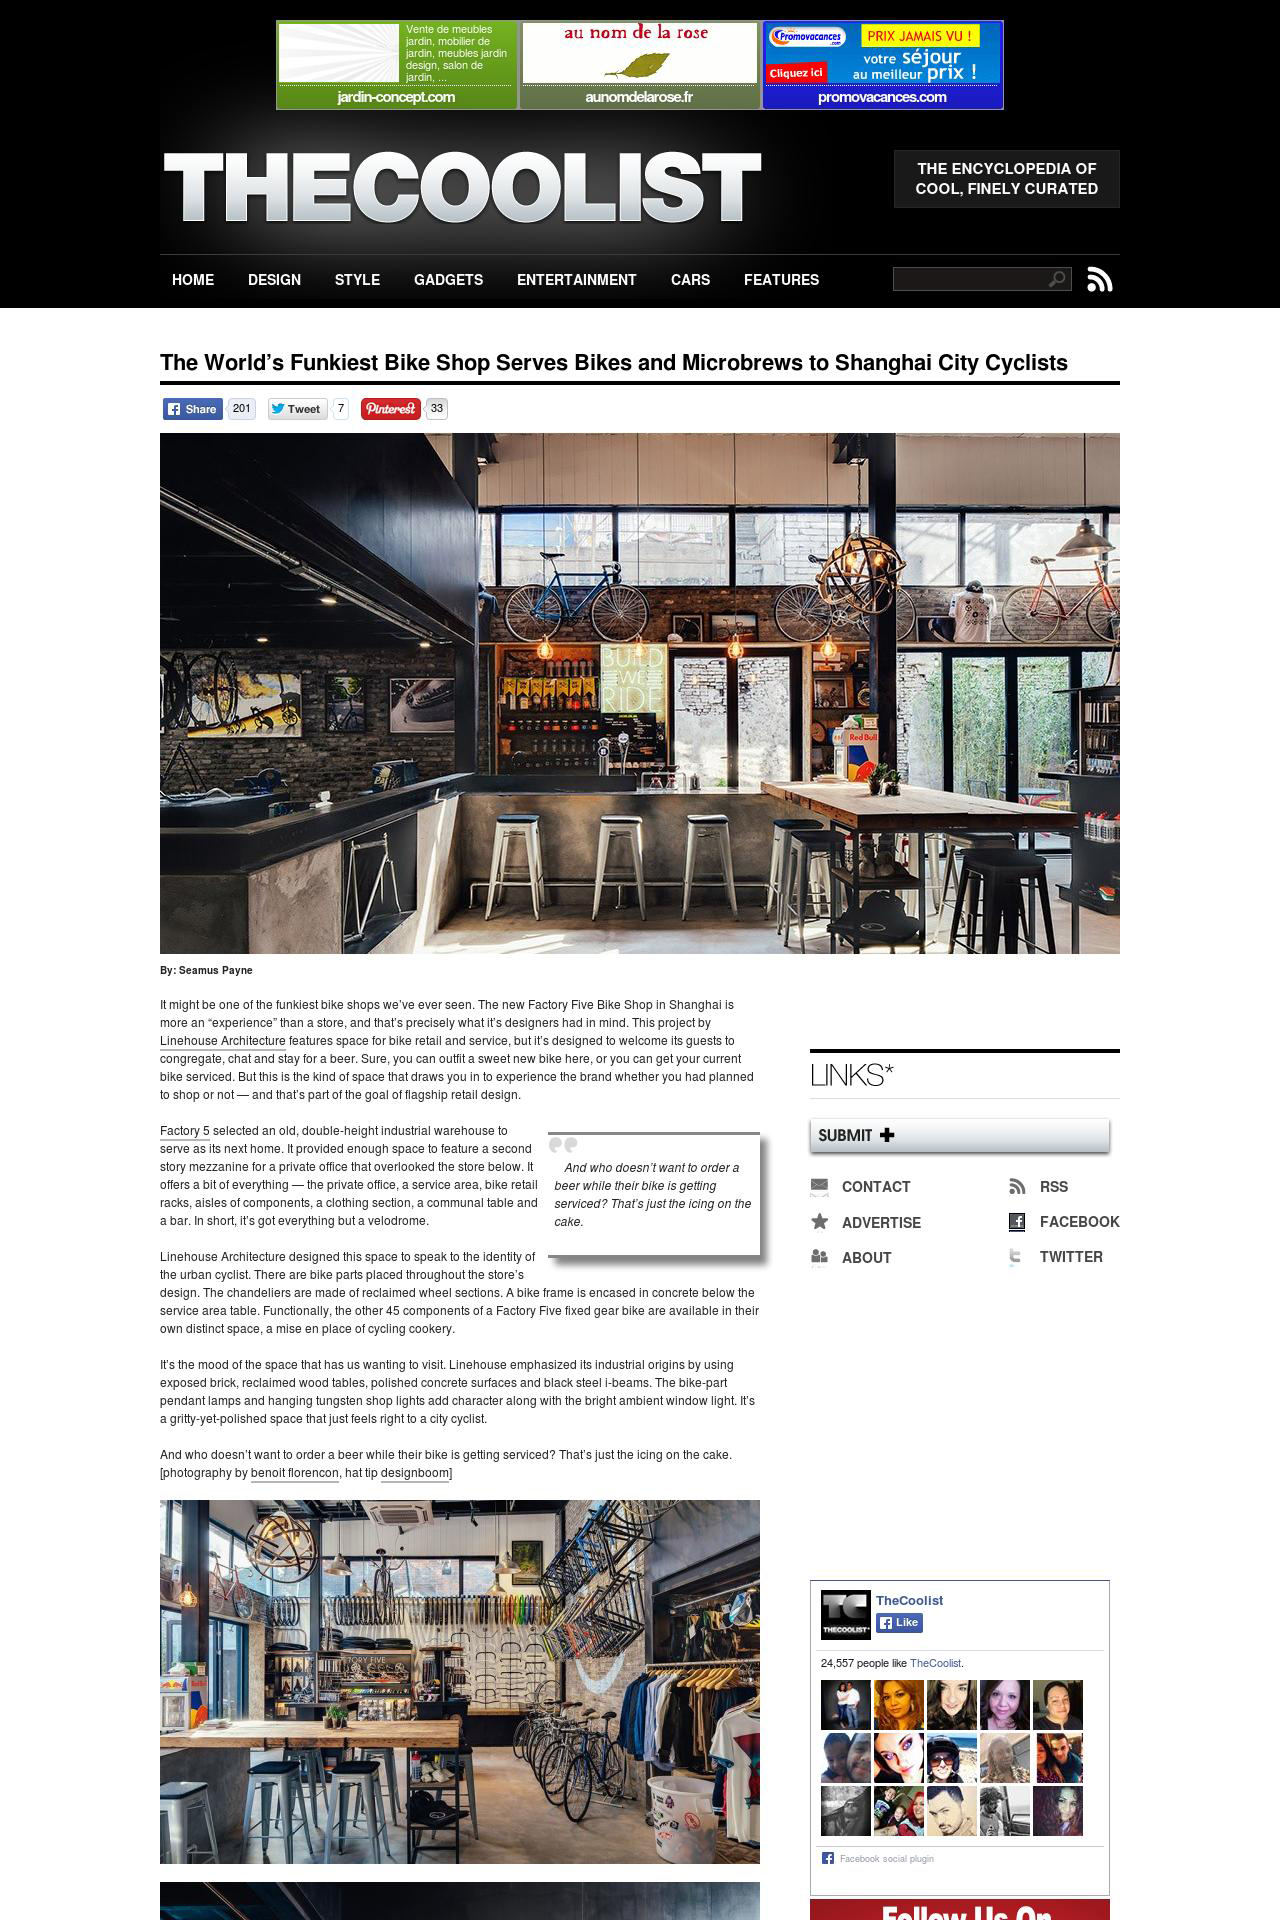 Vente de meubles
jardin, mobilier de
jardin, meubles jardin
design, salon de
jardin, ...
jardin-concept.com
au nom de la rose
aunomdelarose.fr
Promovacances
.com
PRIX JAMAIS VU !
votre séjour
au meilleur prix !
Cliquez ici
promovacances.com
THECOOLIST
THE ENCYCLOPEDIA OF
COOL, FINELY CURATED
HOME DESIGN STYLE GADGETS ENTERTAINMENT CARS FEATURES
The World’s Funkiest Bike Shop Serves Bikes and Microbrews to Shanghai City Cyclists
Share 201 Tweet 7 Pinterest 33
BUILD
WE
RIDE
Red Bull
By: Seamus Payne
It might be one of the funkiest bike shops we’ve ever seen. The new Factory Five Bike Shop in Shanghai is
more an “experience” than a store, and that’s precisely what it’s designers had in mind. This project by
Linehouse Architecture features space for bike retail and service, but it’s designed to welcome its guests to
congregate, chat and stay for a beer. Sure, you can outfit a sweet new bike here, or you can get your current
bike serviced. But this is the kind of space that draws you in to experience the brand whether you had planned
to shop or not — and that’s part of the goal of flagship retail design.
Factory 5 selected an old, double-height industrial warehouse to
serve as its next home. It provided enough space to feature a second
story mezzanine for a private office that overlooked the store below. It
offers a bit of everything — the private office, a service area, bike retail
racks, aisles of components, a clothing section, a communal table and
a bar. In short, it’s got everything but a velodrome.
And who doesn’t want to order a
beer while their bike is getting
serviced? That’s just the icing on the
cake.
Linehouse Architecture designed this space to speak to the identity of
the urban cyclist. There are bike parts placed throughout the store’s
design. The chandeliers are made of reclaimed wheel sections. A bike frame is encased in concrete below the
service area table. Functionally, the other 45 components of a Factory Five fixed gear bike are available in their
own distinct space, a mise en place of cycling cookery.
It’s the mood of the space that has us wanting to visit. Linehouse emphasized its industrial origins by using
exposed brick, reclaimed wood tables, polished concrete surfaces and black steel i-beams. The bike-part
pendant lamps and hanging tungsten shop lights add character along with the bright ambient window light. It’s
a gritty-yet-polished space that just feels right to a city cyclist.
And who doesn’t want to order a beer while their bike is getting serviced? That’s just the icing on the cake.
[photography by benoit florencon, hat tip designboom]
LINKS*
SUBMIT
CONTACT RSS
ADVERTISE FACEBOOK
ABOUT TWITTER
TC
THECOOLIST
TheCoolist
Like
24,557 people like TheCoolist.
Facebook social plugin
Follow Us On